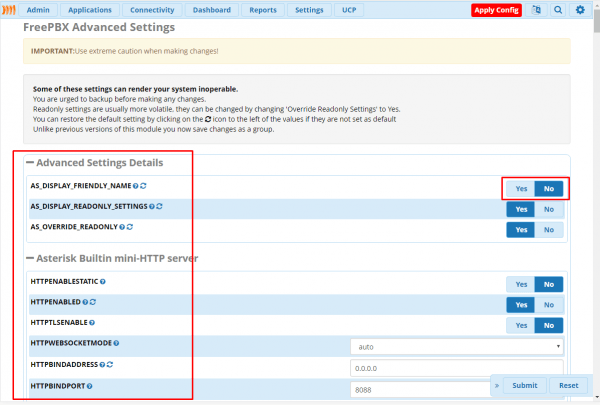 Admin Applications Connectivity Dashboard Reports Settings UCP Apply Config
FreePBX Advanced Settings
IMPORTANT:Use extreme caution when making changes!
Some of these settings can render your system inoperable.
You are urged to backup before making any changes.
Readonly settings are usually more volatile, they can be changed by changing 'Override Readonly Settings' to Yes.
You can restore the default setting by clicking on the icon to the left of the values if they are not set as default
Unlike previous versions of this module you now save changes as a group.
Advanced Settings Details
AS_DISPLAY_FRIENDLY_NAME Yes No
AS_DISPLAY_READONLY_SETTINGS Yes No
AS_OVERRIDE_READONLY Yes No
Asterisk Builtin mini-HTTP server
HTTPENABLESTATIC Yes No
HTTPENABLED Yes No
HTTPTLSENABLE Yes No
HTTPWEBSOCKETMODE auto
HTTPBINDADDRESS 0.0.0.0
HTTPBINDPORT 8088 » Submit Reset